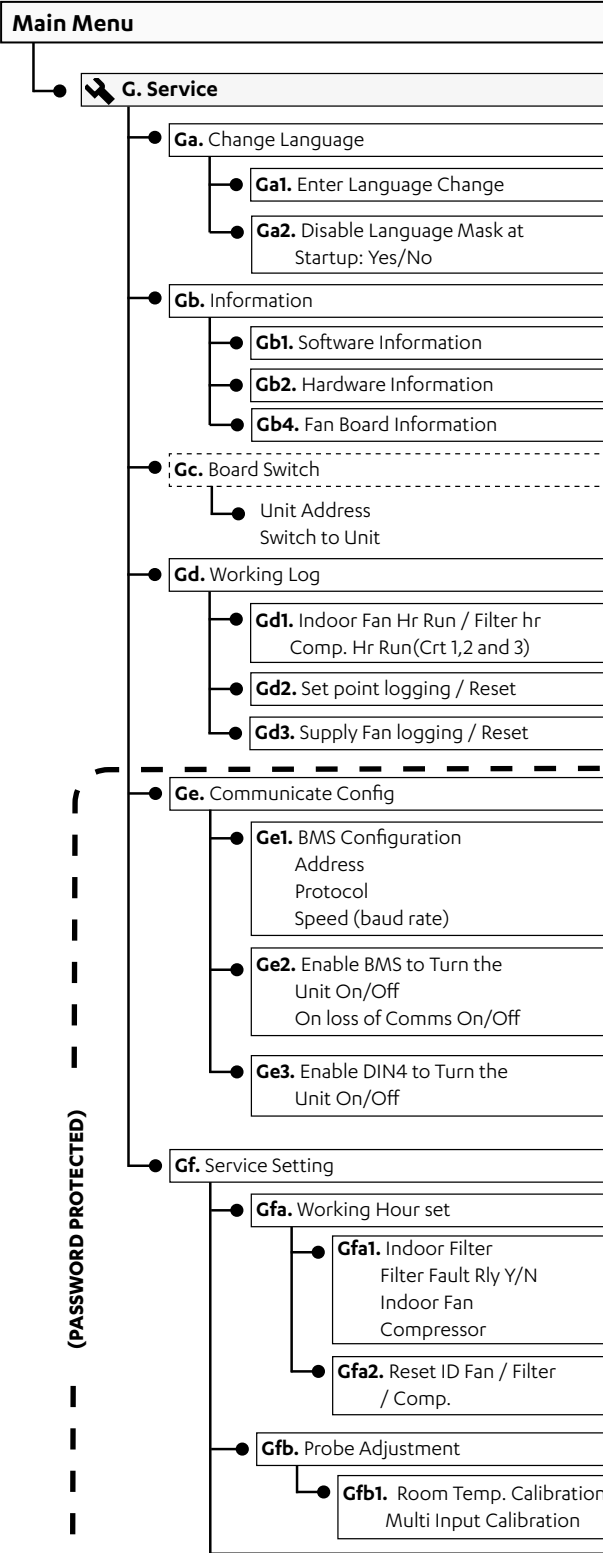 Main Menu
G. Service
Ga. Change Language
Ga1. Enter Language Change
Ga2. Disable Language Mask at
Startup: Yes/No
Gb. Information
Gb1. Software Information
Gb2. Hardware Information
Gb4. Fan Board Information
Gc. Board Switch
Unit Address
Switch to Unit
Gd. Working Log
Gd1. Indoor Fan Hr Run / Filter hr
Comp. Hr Run(Crt 1,2 and 3)
Gd2. Set point logging / Reset
Gd3. Supply Fan logging / Reset
Ge. Communicate Config
Ge1. BMS Configuration
Address
Protocol
Speed (baud rate)
Ge2. Enable BMS to Turn the
Unit On/Off
On loss of Comms On/Off
Ge3. Enable DIN4 to Turn the
Unit On/Off
(PASSWORD PROTECTED)
Gf. Service Setting
Gfa. Working Hour set
Gfa1. Indoor Filter
Filter Fault Rly Y/N
Indoor Fan
Compressor
Gfa2. Reset ID Fan / Filter
/ Comp.
Gfb. Probe Adjustment
Gfb1. Room Temp. Calibration
Multi Input Calibration